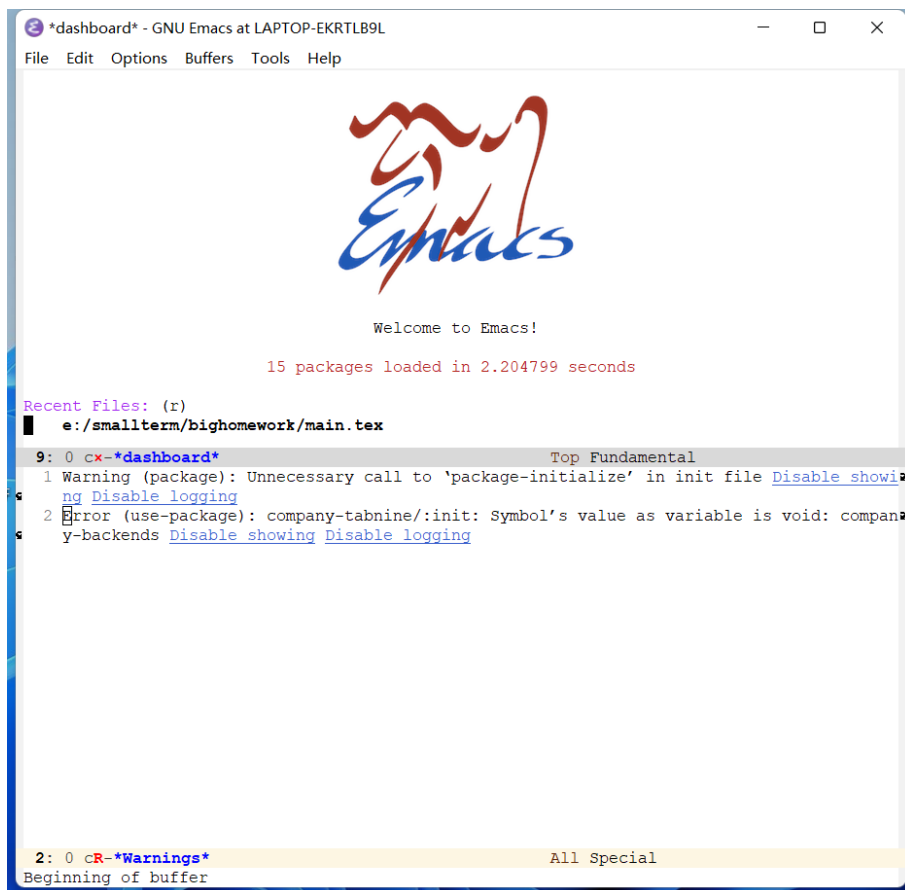 *dashboard* - GNU Emacs at LAPTOP-EKRTLB9L
File Edit Options Buffers Tools Help
Emacs
Welcome to Emacs!
15 packages loaded in 2.204799 seconds
Recent Files: (r)
e:/smallterm/bighomework/main.tex
9: 0 cx-*dashboard* Top Fundamental
1 Warning (package): Unnecessary call to ‘package-initialize’ in init file Disable showi
ng Disable logging
2 Error (use-package): company-tabnine/:init: Symbol’s value as variable is void: compan
y-backends Disable showing Disable logging
2: 0 cR-*Warnings* All Special
Beginning of buffer